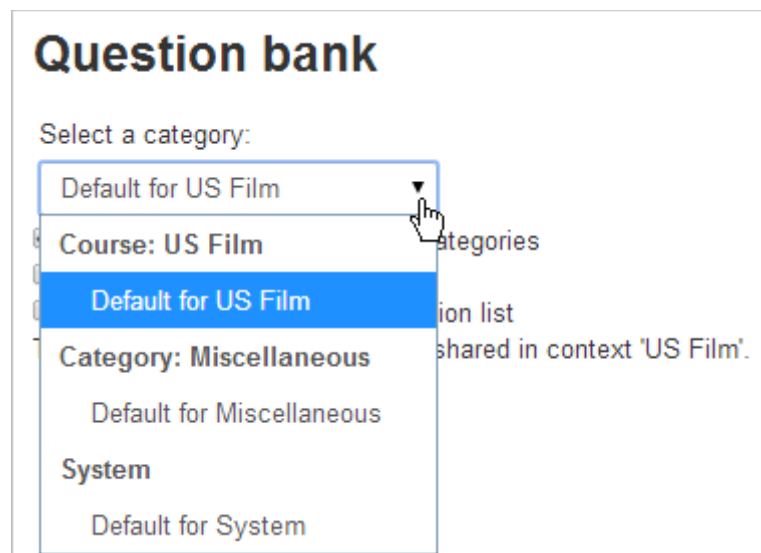 Question bank
Select a category:
Default for US Film
Course: US Film
ategories
Default for US Film
ion list
Category: Miscellaneous
shared in context 'US Film'.
Default for Miscellaneous
System
Default for System